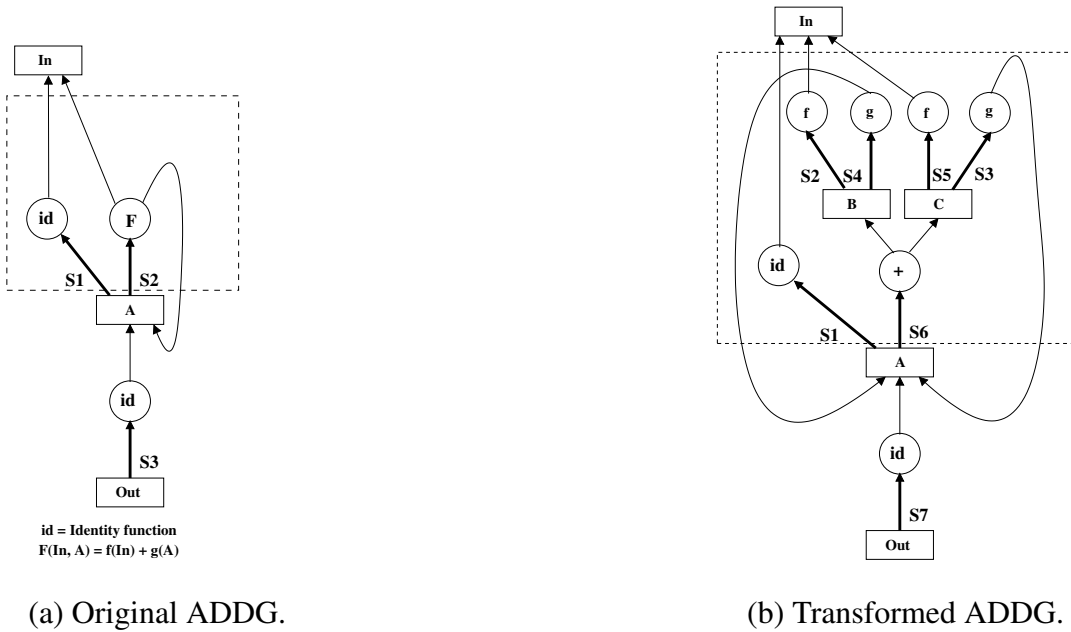 In
id
F
S1
S2
A
id
S3
Out
id = Identity function
F(In, A) = f(In) + g(A)
(a) Original ADDG.
In
f
g
f
g
S2
S4
S5
S3
B
C
id
+
S1
S6
A
id
S7
Out
(b) Transformed ADDG.